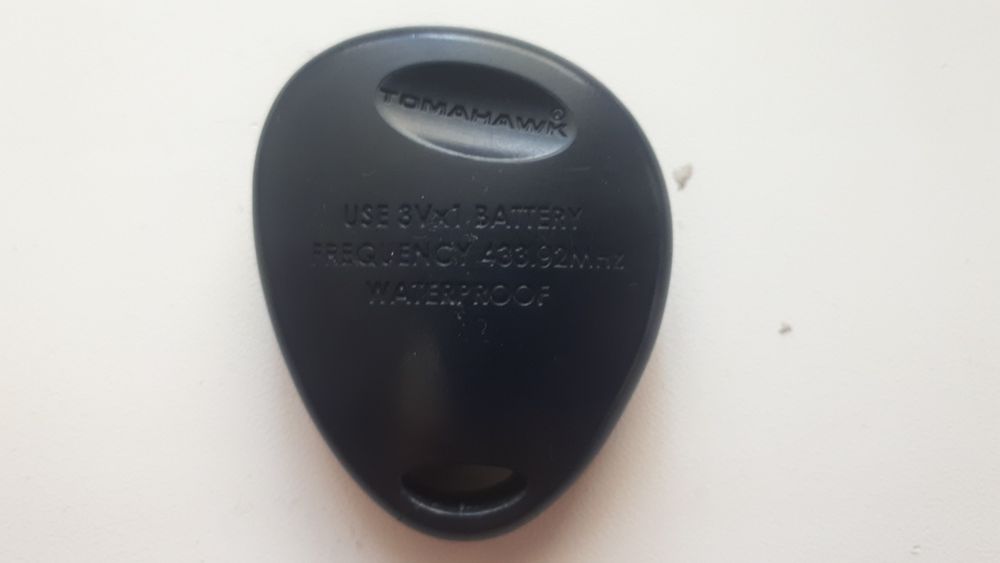 TOMAHAWK®
USE 3Vx1 BATTERY
FREQUENCY 433.92MHz
WATERPROOF